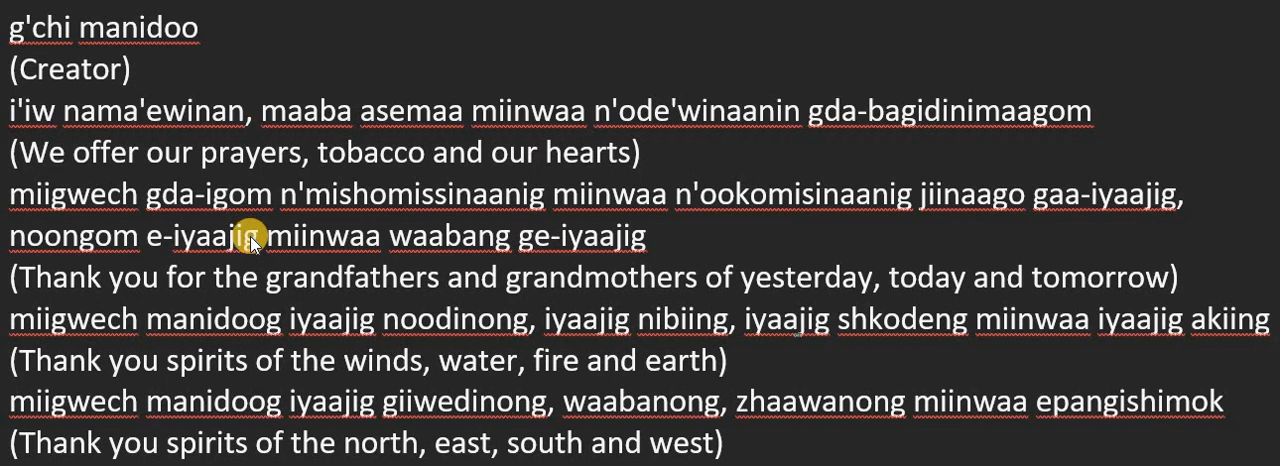 g'chi manidoo
(Creator)
i'iw nama'ewinan, maaba asemaa miinwaa n'ode'winaanin gda-bagidinimaagom
(We offer our prayers, tobacco and our hearts)
miigwech gda-igom n'mishomissinaanig miinwaa n'ookomisinaanig jiinaago gaa-iyaajig,
noongom e-iyaajig miinwaa waabang ge-iyaajig
(Thank you for the grandfathers and grandmothers of yesterday, today and tomorrow)
miigwech manidoog iyaajig noodinong, iyaajig nibiing, iyaajig shkodeng miinwaa iyaajig akiing
(Thank you spirits of the winds, water, fire and earth)
miigwech manidoog iyaajig giiwedinong, waabanong, zhaawanong miinwaa epangishimok
(Thank you spirits of the north, east, south and west)